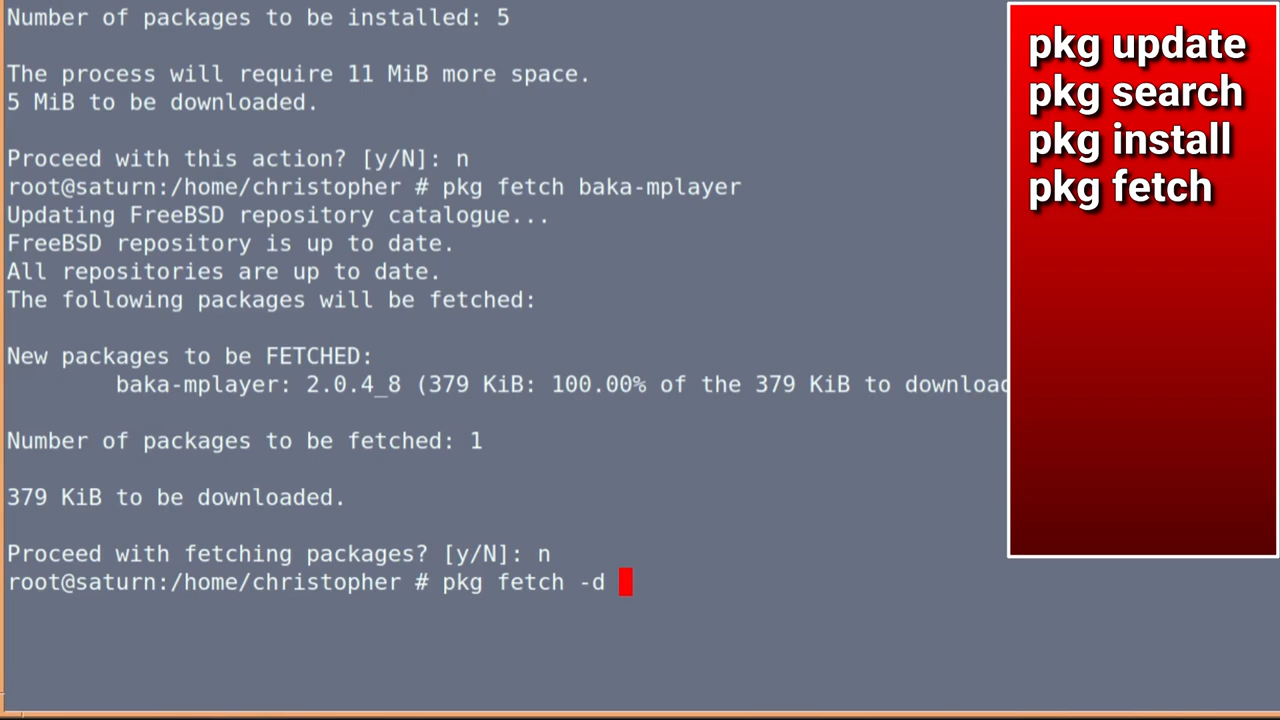 Number of packages to be installed: 5
The process will require 11 MiB more space.
5 MiB to be downloaded.
Proceed with this action? [y/N]: n
root@saturn:/home/christopher # pkg fetch baka-mplayer
Updating FreeBSD repository catalogue...
FreeBSD repository is up to date.
All repositories are up to date.
The following packages will be fetched:
New packages to be FETCHED:
baka-mplayer: 2.0.4_8 (379 KiB: 100.00% of the 379 KiB to downloa
Number of packages to be fetched: 1
379 KiB to be downloaded.
Proceed with fetching packages? [y/N]: n
root@saturn:/home/christopher # pkg fetch -d
pkg update
pkg search
pkg install
pkg fetch